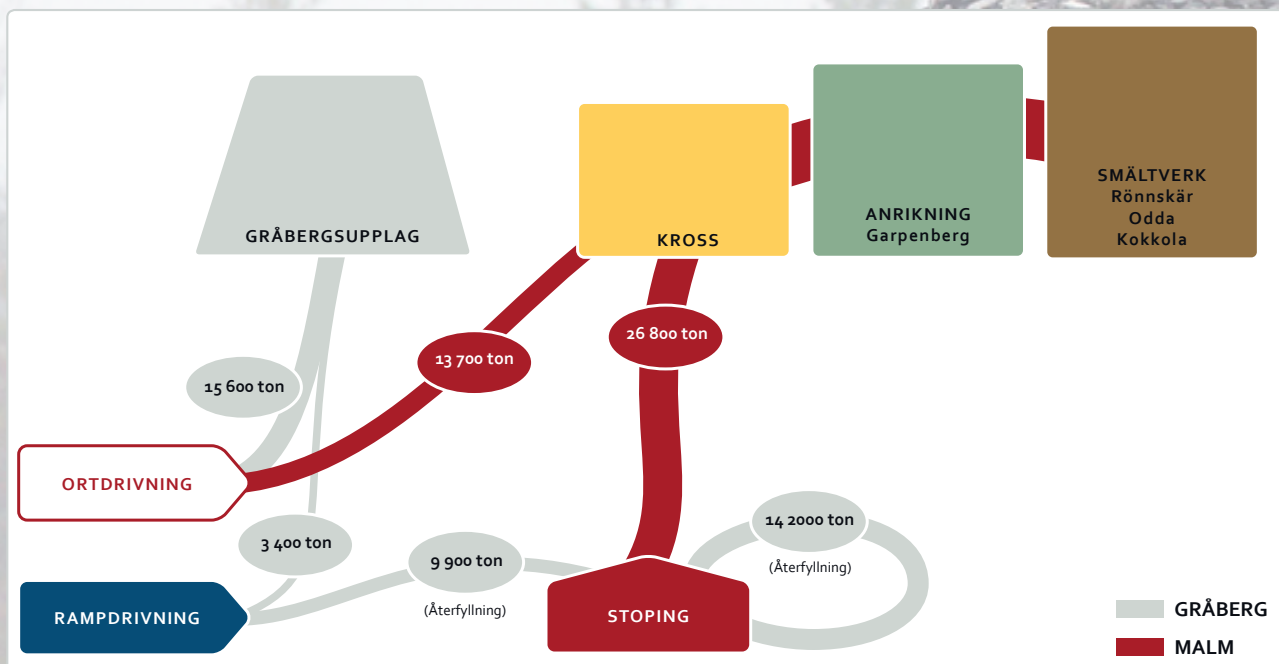 SMÄLTVERK
Rönnskär
Odda
Kokkola
ANRIKNING
Garpenberg
GRÅBERGSUPPLAG
KROSS
26 800 ton
13 700 ton
15 600 ton
ORTDRIVNING
14 2000 ton
(Återfyllning)
3 400 ton
9 900 ton
(Återfyllning)
RAMPDRIVNING
STOPING
GRÅBERG
MALM